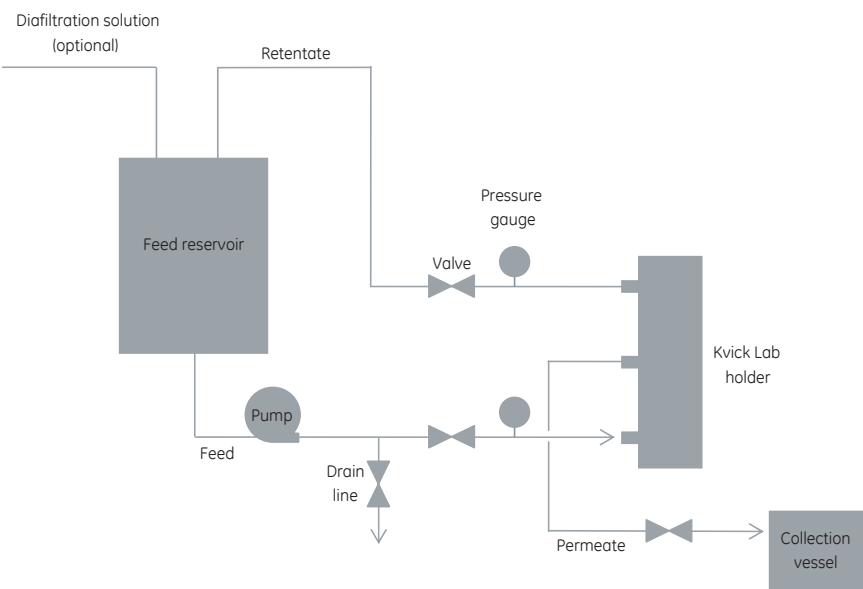 Diafiltration solution
(optional)
Retentate
Pressure
gauge
Feed reservoir
Valve
Kvick Lab
holder
Pump
Feed
Drain
line
Permeate
Collection
vessel